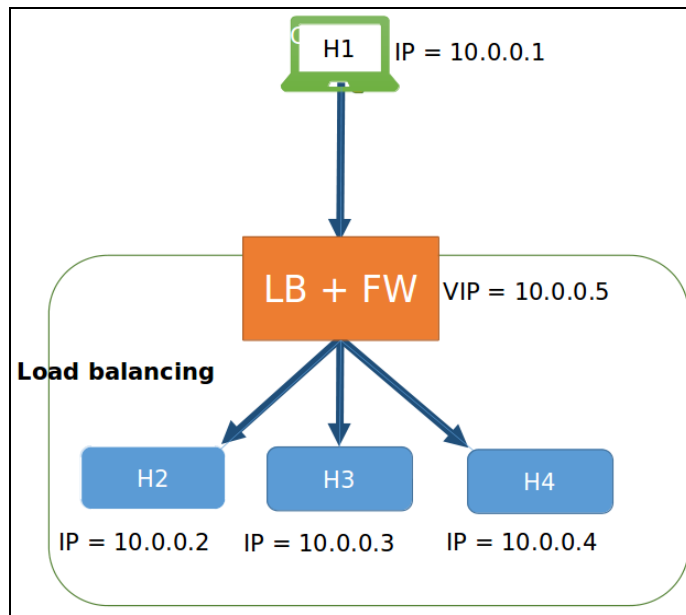 H1
IP = 10.0.0.1
LB + FW
VIP = 10.0.0.5
Load balancing
H2
H3
H4
IP = 10.0.0.2
IP = 10.0.0.3
IP = 10.0.0.4